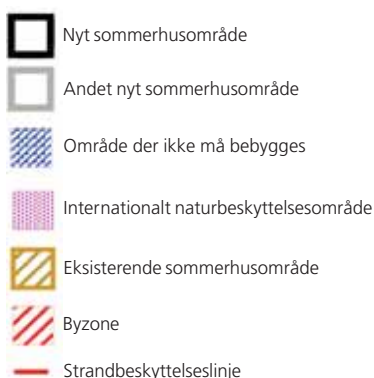 Nyt sommerhusområde
Andet nyt sommerhusområde
Område der ikke må bebygges
Internationalt naturbeskyttelsesområde
Eksisterende sommerhusområde
Byzone
Strandbeskyttelseslinje